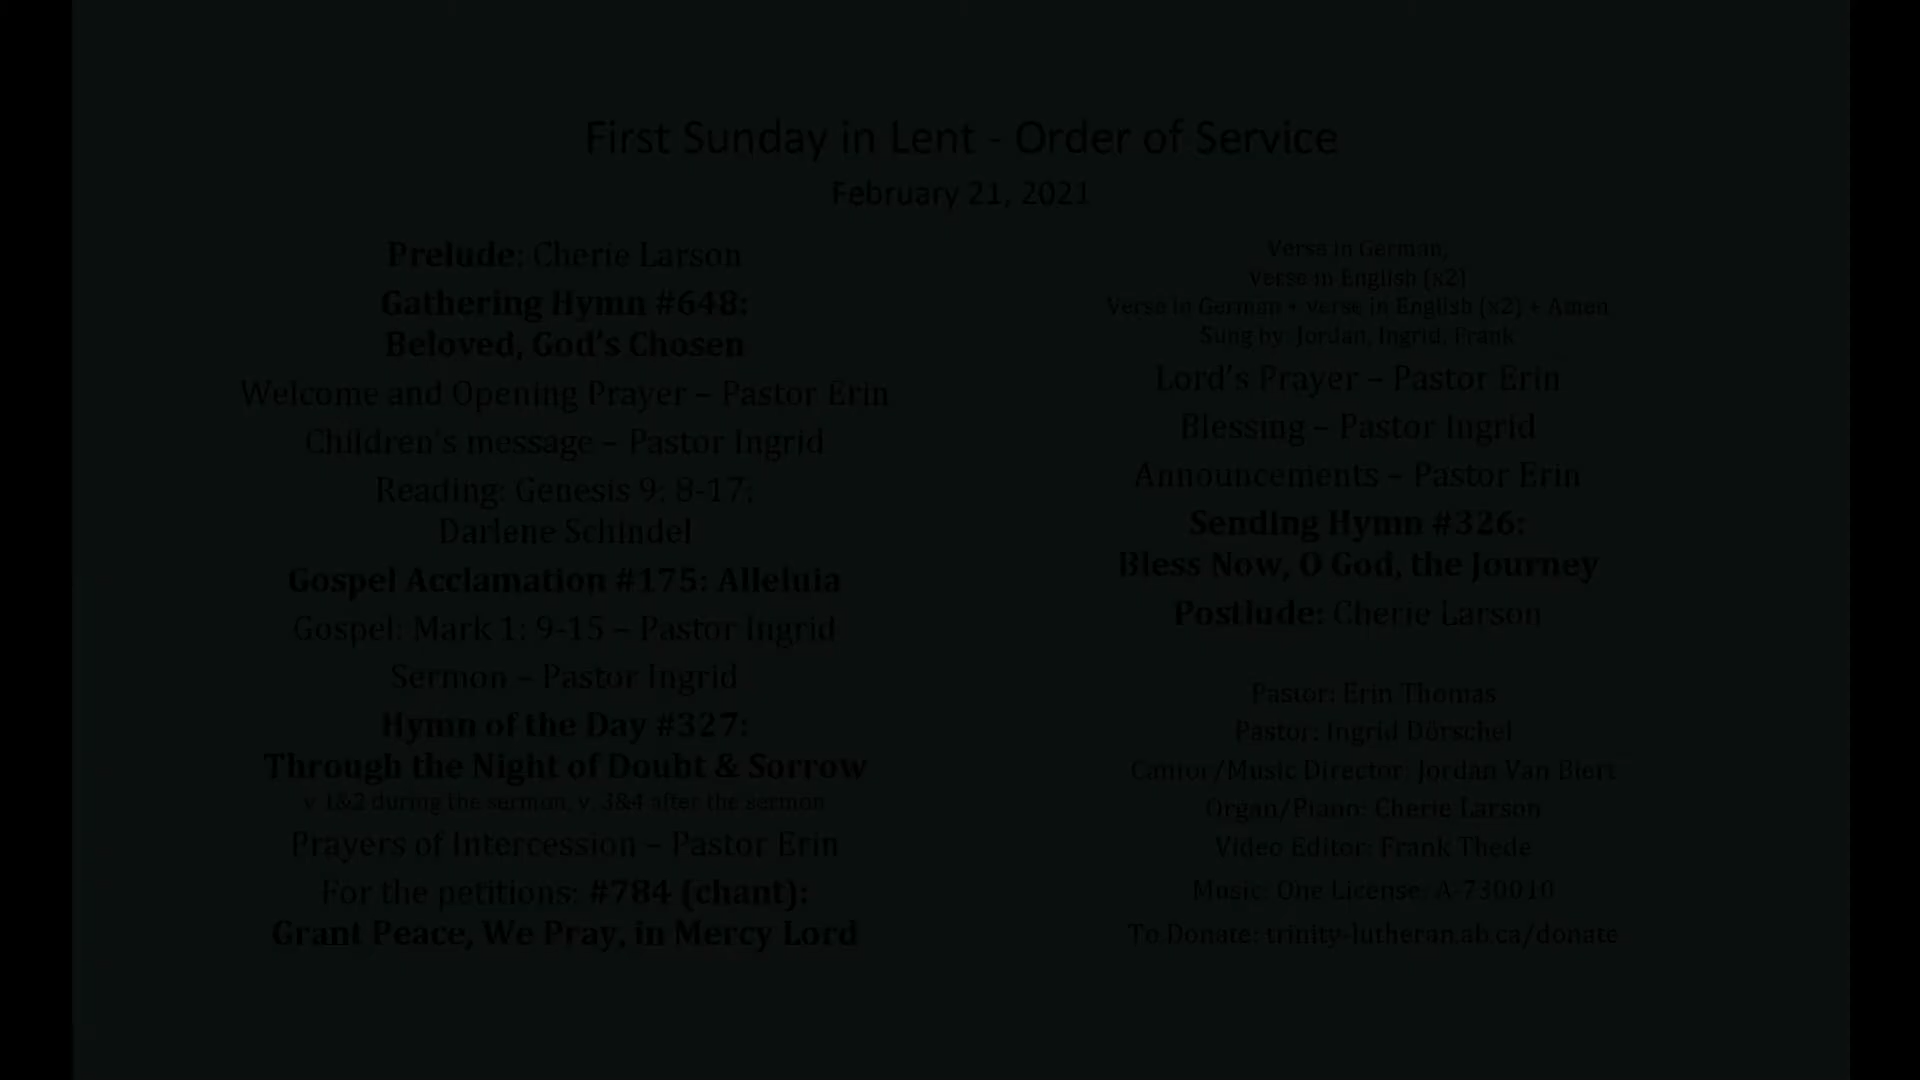 First Sunday in Lent - Order of Service
February 21, 2021
Prelude: Cherie Larson
Gathering Hymn #648:
Beloved, God's Chosen
Welcome and Opening Prayer – Pastor Erin
Children's message – Pastor Ingrid
Reading: Genesis 9: 8-17;
Darlene Schindel
Gospel Acclamation #175: Alleluia
Gospel: Mark 1: 9-15 – Pastor Ingrid
Sermon – Pastor Ingrid
Hymn of the Day #327:
Through the Night of Doubt & Sorrow
v. 1&2 during the sermon, v. 3&4 after the sermon
Prayers of Intercession – Pastor Erin
For the petitions: #784 (chant):
Grant Peace, We Pray, in Mercy Lord
Verse in German,
Verse in English (x2)
Verse in German + verse in English (x2) + Amen
Sung by: Jordan, Ingrid, Frank
Lord's Prayer – Pastor Erin
Blessing – Pastor Ingrid
Announcements – Pastor Erin
Sending Hymn #326:
Bless Now, O God, the Journey
Postlude: Cherie Larson
Pastor: Erin Thomas
Pastor: Ingrid Dörschel
Cantor/Music Director: Jordan Van Biert
Organ/Piano: Cherie Larson
Video Editor: Frank Thede
Music: One License: A-730010
To Donate: trinity-lutheran.ab.ca/donate